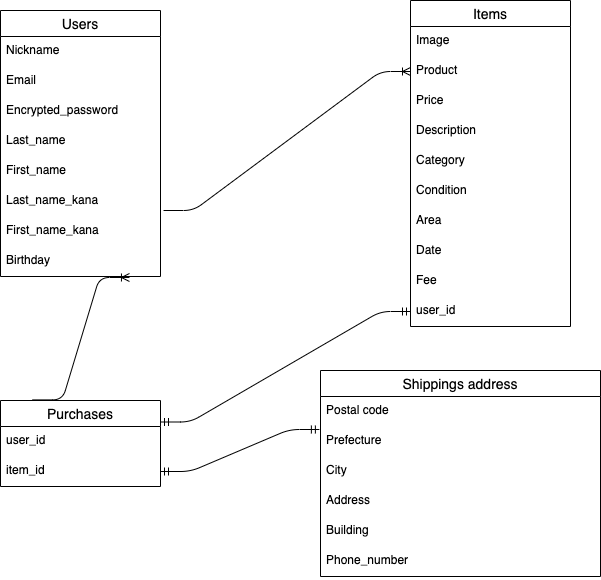 Users
Nickname
Email
Encrypted_password
Last_name
First_name
Last_name_kana
First_name_kana
Birthday
Items
Image
Product
Price
Description
Category
Condition
Area
Date
Fee
user_id
Purchases
user_id
item_id
Shippings address
Postal code
Prefecture
City
Address
Building
Phone_number